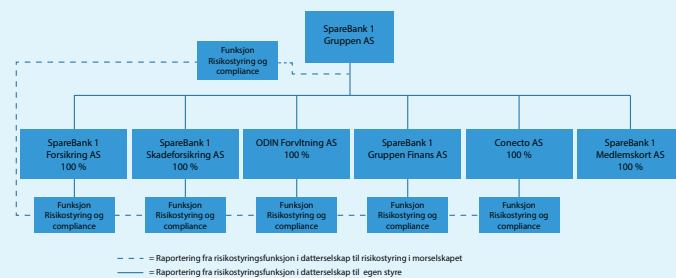 SpareBank 1
Gruppen AS
Funksjon
Risikostyring og
compliance
SpareBank 1
Forsikring AS
100 %
SpareBank 1
Skadeforsikring AS
100 %
ODIN Forvltning AS
100 %
SpareBank 1
Gruppen Finans AS
100 %
Conecto AS
100 %
SpareBank 1
Medlemskort AS
100 %
Funksjon
Risikostyring og
compliance
Funksjon
Risikostyring og
compliance
Funksjon
Risikostyring og
compliance
Funksjon
Risikostyring og
compliance
Funksjon
Risikostyring og
compliance
= Raportering fra risikostyringsfunksjon i datterselskap til risikostyring i morselskapet
= Raportering fra risikostyringsfunksjon i datterselskap til egen styre